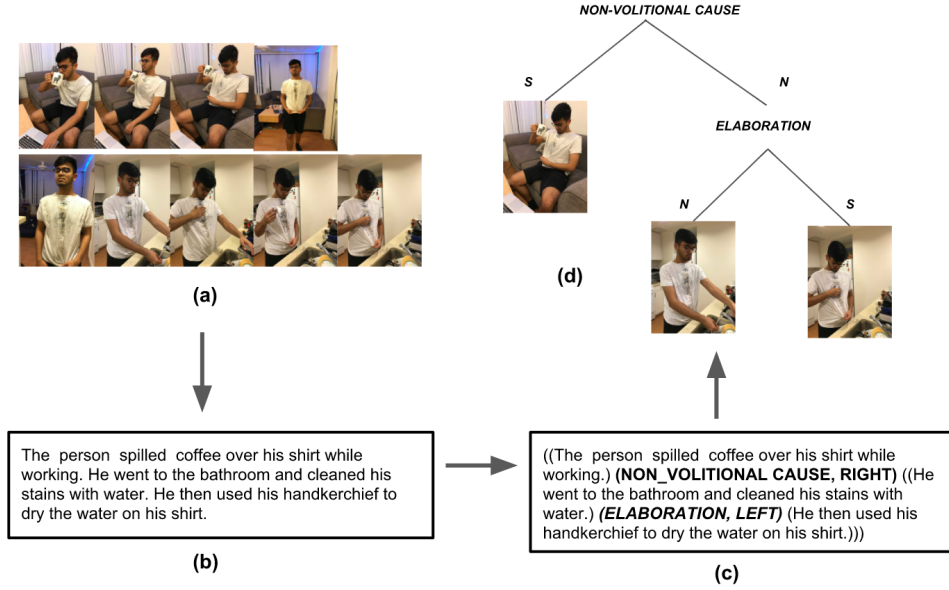 NON-VOLITIONAL CAUSE
S
N
ELABORATION
N
S
(a)
(d)
The person spilled coffee over his shirt while
working. He went to the bathroom and cleaned his
stains with water. He then used his handkerchief to
dry the water on his shirt.
(b)
((The person spilled coffee over his shirt while
working.) (NON_VOLITIONAL CAUSE, RIGHT) ((He
went to the bathroom and cleaned his stains with
water.) (ELABORATION, LEFT) (He then used his
handkerchief to dry the water on his shirt.)))
(c)